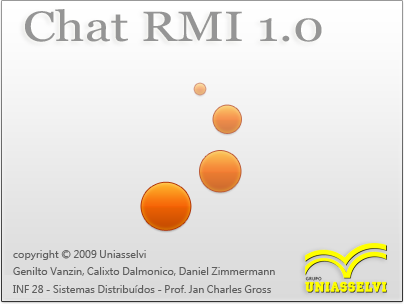 Chat RMI 1.0
copyright © 2009 Uniasselvi
Genilto Vanzin, Calixto Dalmonico, Daniel Zimmermann
INF 28 - Sistemas Distribuídos - Prof. Jan Charles Gross
GRUPO
UNIASSELVI